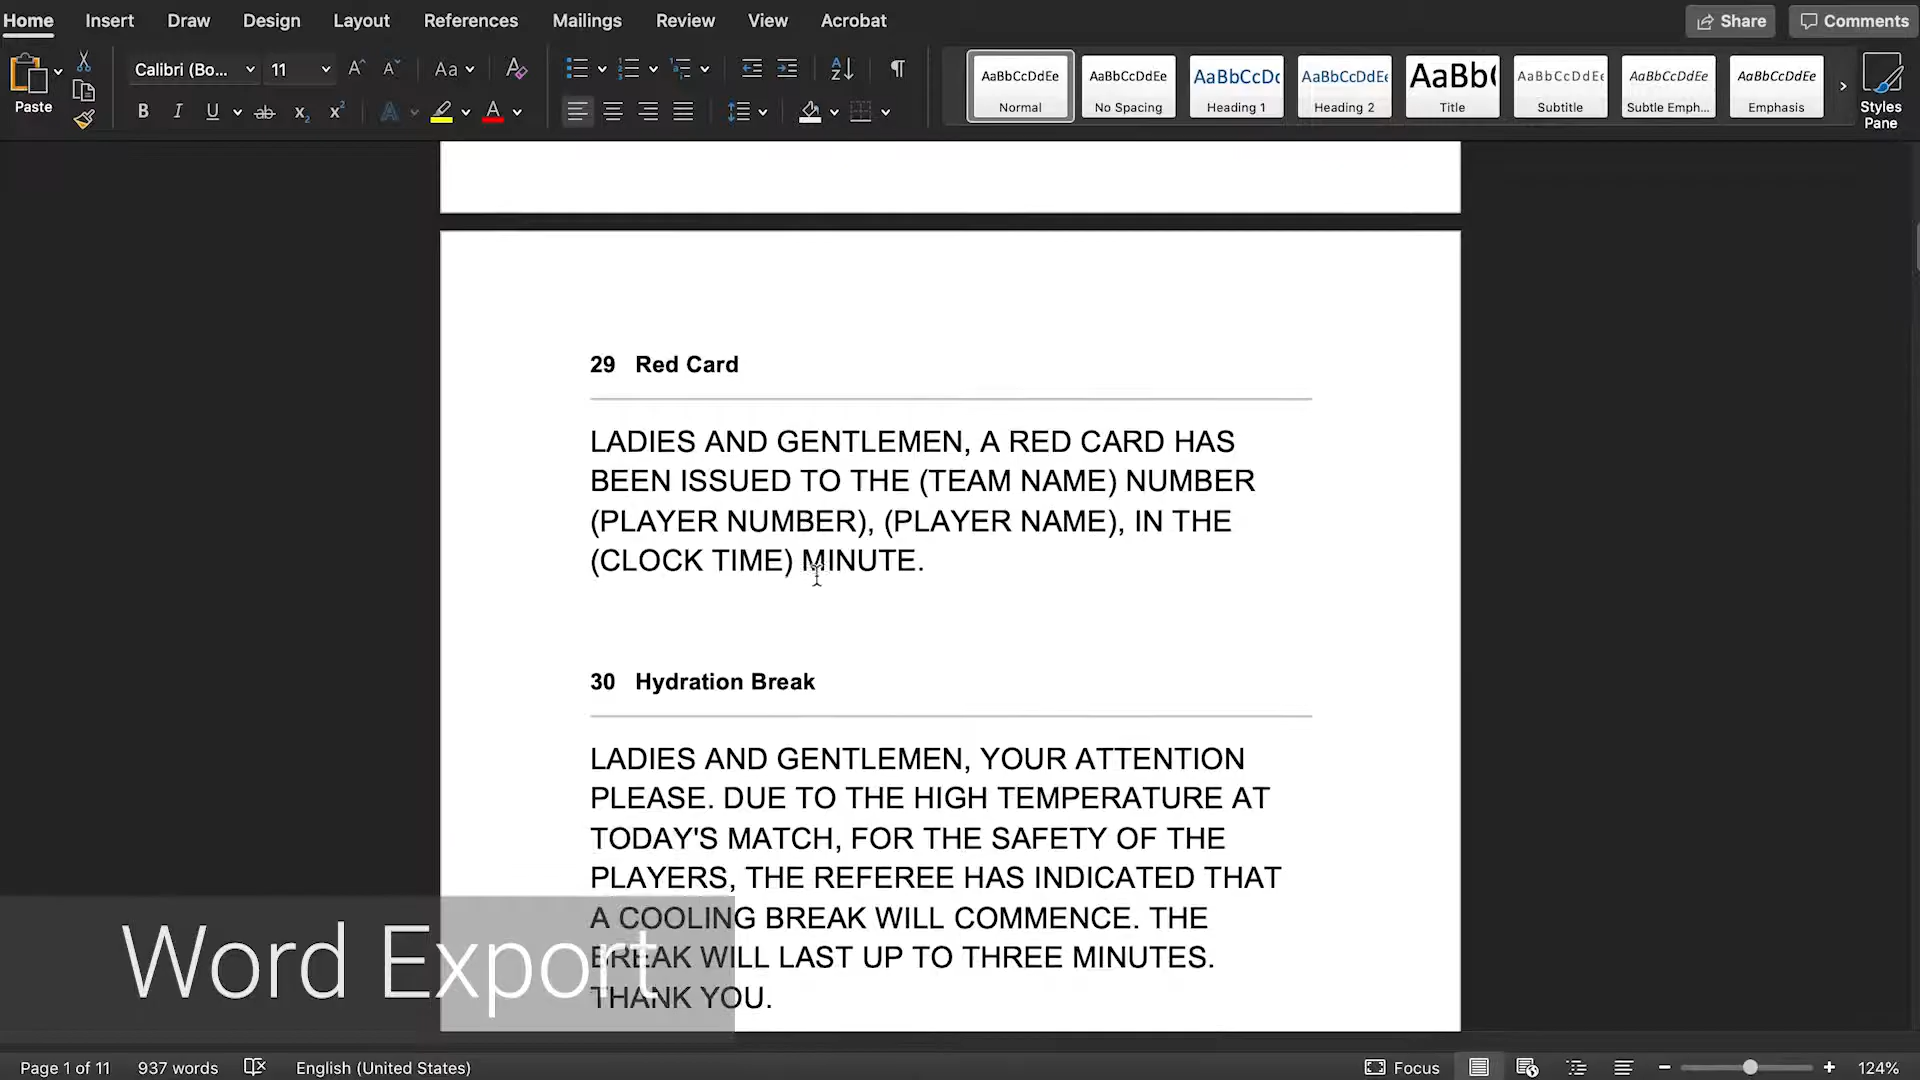 Home Insert Draw Design Layout References Mailings Review View Acrobat Share Comments
Paste Calibri (Bo... 11 Aa
AaBbCcDdEe AaBbCcDdEe AaBbCcDc AaBbCcDdEe AaBb( AaBbCcDdEe AaBbCcDdEe AaBbCcDdEe
Normal No Spacing Heading 1 Heading 2 Title Subtitle Subtle Emph... Emphasis Styles Pane
29 Red Card
LADIES AND GENTLEMEN, A RED CARD HAS
BEEN ISSUED TO THE (TEAM NAME) NUMBER
(PLAYER NUMBER), (PLAYER NAME), IN THE
(CLOCK TIME) MINUTE.
30 Hydration Break
LADIES AND GENTLEMEN, YOUR ATTENTION
PLEASE. DUE TO THE HIGH TEMPERATURE AT
TODAY'S MATCH, FOR THE SAFETY OF THE
PLAYERS, THE REFEREE HAS INDICATED THAT
A COOLING BREAK WILL COMMENCE. THE
BREAK WILL LAST UP TO THREE MINUTES.
THANK YOU.
Word Export
Page 1 of 11 937 words English (United States) Focus 124%